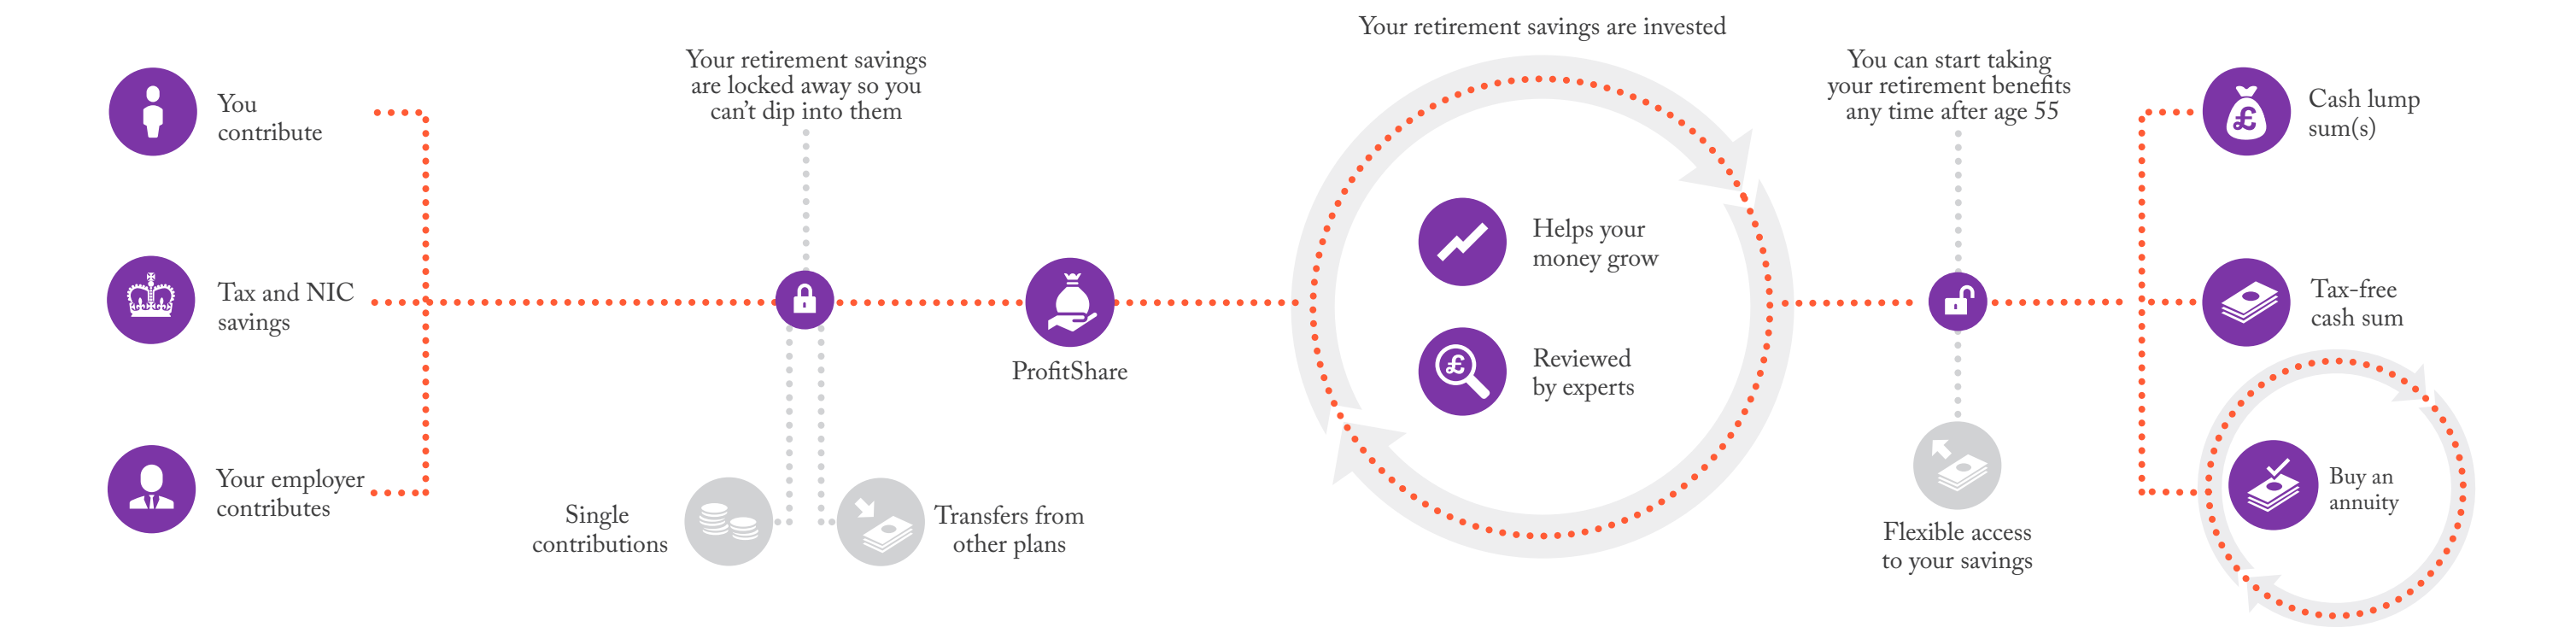 You
contribute
Tax and NIC
savings
Your employer
contributes
Your retirement savings
are locked away so you
can’t dip into them
Single
contributions
Transfers from
other plans
ProfitShare
Your retirement savings are invested
Helps your
money grow
£
Reviewed
by experts
You can start taking
your retirement benefits
any time after age 55
Flexible access
to your savings
£
Cash lump
sum(s)
Tax-free
cash sum
Buy an
annuity